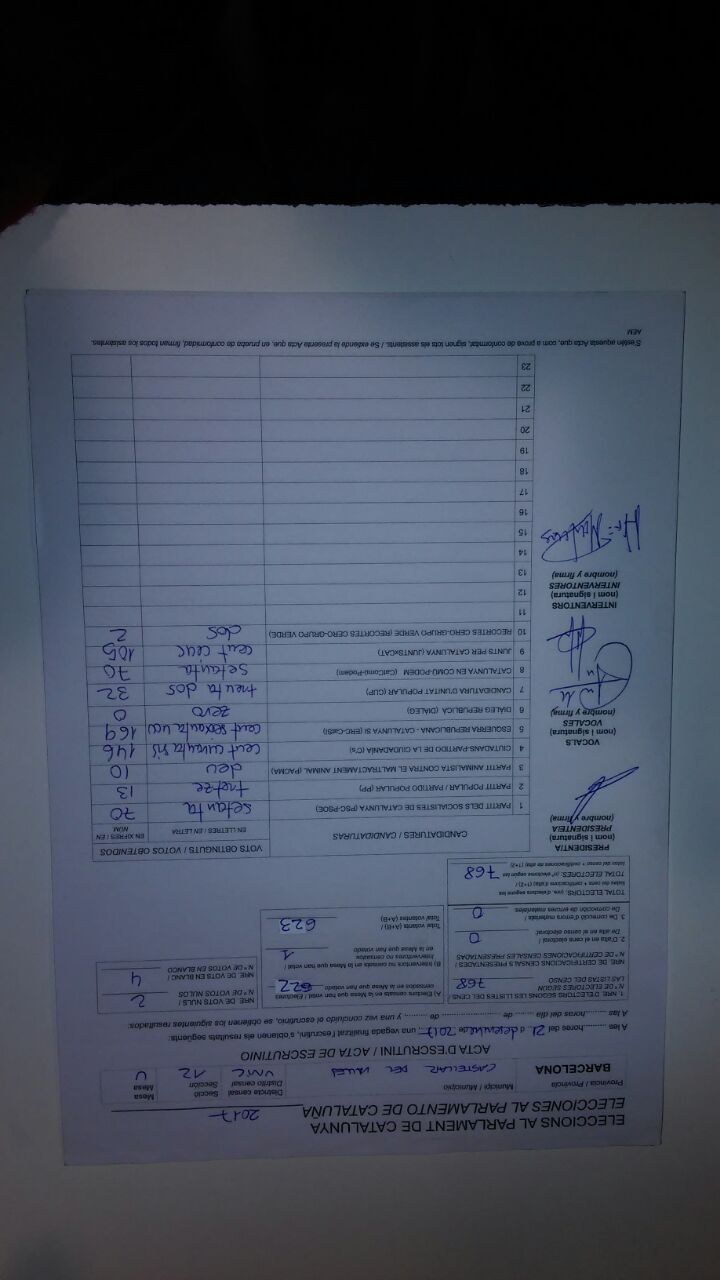 ELECCIONS AL PARLAMENT DE CATALUNYA
ELECCIONES AL PARLAMENTO DE CATALUÑA 2017
Província / Provincia
BARCELONA
Municipi / Municipio
CASTELLAR DEL VALLES
Districte censal
Distrito censal
UNIC
Secció
Sección
12
Mesa
Mesa
U
ACTA D'ESCRUTINI / ACTA DE ESCRUTINIO
A les ........ hores del 21 d desembre de 2017 una vegada finalitzat l'escrutini, s'obtenen els resultats següents:
A las ........ horas del día ........ de ........ de ........ y una vez concluido el escrutinio, se obtienen los siguientes resultados:
1. NRE. D'ELECTORS SEGONS LES LLISTES DEL CENS /
N.º DE ELECTORES SEGÚN
LAS LISTAS DEL CENSO 768
NRE. DE CERTIFICACIONS CENSALS PRESENTADES /
N.º DE CERTIFICACIONES CENSALES PRESENTADAS
2. D'alta en el cens electoral /
De alta en el censo electoral: 0
3. De correcció d'errors materials /
De corrección de errores materiales: 0
TOTAL ELECTORS, nre. d'electors segons les
llistes del cens + certificacions d'alta (1+2) /
TOTAL ELECTORES, nº electores según las
listas del censo + certificaciones de alta (1+2) 768
A) Electors censats en la Mesa que han votat / Electores
censados en la Mesa que han votado 622
B) Interventors no censats en la Mesa que han votat /
Interventores no censados
en la Mesa que han votado 1
Total votants (A+B) /
Total votantes (A+B) 623
NRE. DE VOTS NULS /
N.º DE VOTOS NULOS 2
NRE. DE VOTS EN BLANC /
N.º DE VOTOS EN BLANCO 4
CANDIDATURES / CANDIDATURAS
VOTS OBTINGUTS / VOTOS OBTENIDOS
EN LLETRES / EN LETRA
EN XIFRES / EN NÚM
1 PARTIT DELS SOCIALISTES DE CATALUNYA (PSC-PSOE) setanta 70
2 PARTIT POPULAR / PARTIDO POPULAR (PP) tretze 13
3 PARTIT ANIMALISTA CONTRA EL MALTRACTAMENT ANIMAL (PACMA) deu 10
4 CIUTADANS-PARTIDO DE LA CIUDADANÍA (C's) cent 146
5 ESQUERRA REPUBLICANA - CATALUNYA SÍ (ERC-CatSí) cent seixanta nou 169
6 DIÀLEG REPÚBLICA (DIÀLEG) zero 0
7 CANDIDATURA D'UNITAT POPULAR (CUP) trenta dos 32
8 CATALUNYA EN COMÚ-PODEM (CatComú-Podem) setanta 70
9 JUNTS PER CATALUNYA (JUNTSxCAT) cent cinc 105
10 RECORTES CERO-GRUPO VERDE (RECORTES CERO-GRUPO VERDE) dos 2
11
12
13
14
15
16
17
18
19
20
21
22
23
PRESIDENT/A
(nom i signatura)
PRESIDENTE/A
(nombre y firma)
VOCALS
(nom i signatura)
VOCALES
(nombre y firma)
INTERVENTORS
(nom i signatura)
INTERVENTORES
(nombre y firma)
S'estén aquesta Acta que, com a prova de conformitat, signen tots els assistents. / Se extiende la presente Acta que, en prueba de conformidad, firman todos los asistentes.
AEM